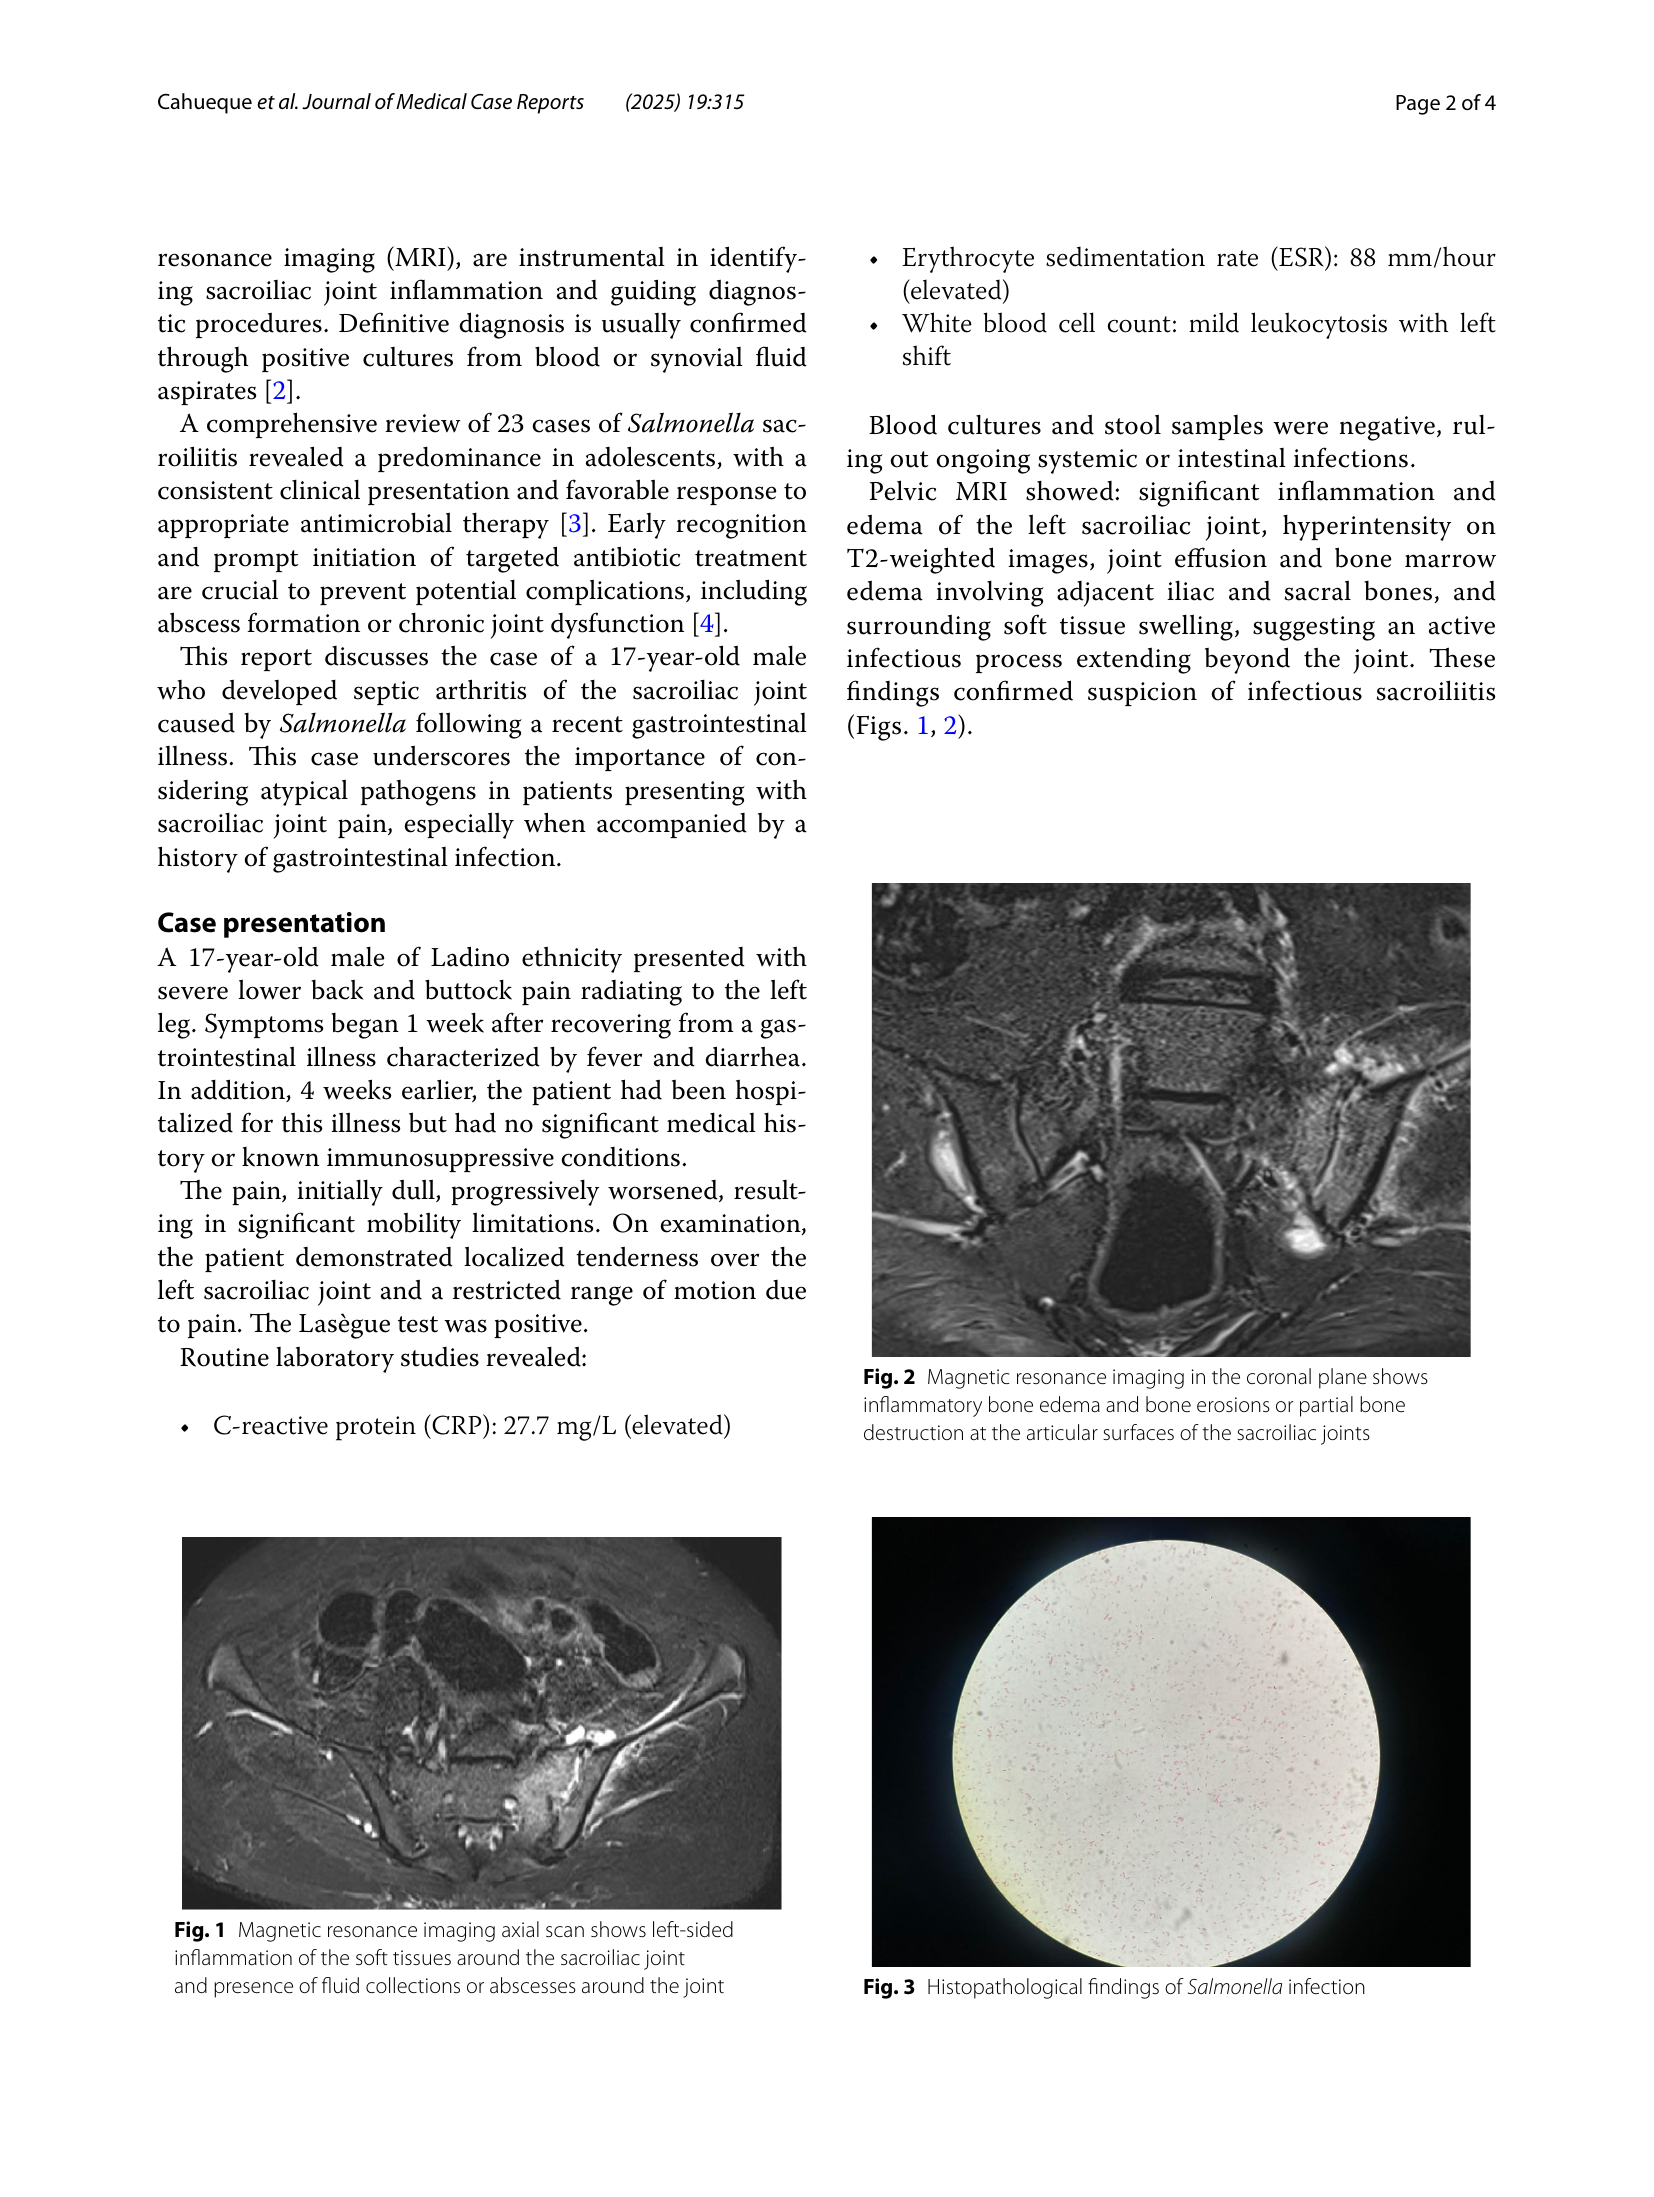 Cahueque et al. Journal of Medical Case Reports (2025) 19:315
Page 2 of 4
resonance imaging (MRI), are instrumental in identify-
ing sacroiliac joint inflammation and guiding diagnos-
tic procedures. Definitive diagnosis is usually confirmed
through positive cultures from blood or synovial fluid
aspirates [2].
A comprehensive review of 23 cases of Salmonella sac-
roiliitis revealed a predominance in adolescents, with a
consistent clinical presentation and favorable response to
appropriate antimicrobial therapy [3]. Early recognition
and prompt initiation of targeted antibiotic treatment
are crucial to prevent potential complications, including
abscess formation or chronic joint dysfunction [4].
This report discusses the case of a 17-year-old male
who developed septic arthritis of the sacroiliac joint
caused by Salmonella following a recent gastrointestinal
illness. This case underscores the importance of con-
sidering atypical pathogens in patients presenting with
sacroiliac joint pain, especially when accompanied by a
history of gastrointestinal infection.
Case presentation
A 17-year-old male of Ladino ethnicity presented with
severe lower back and buttock pain radiating to the left
leg. Symptoms began 1 week after recovering from a gas-
trointestinal illness characterized by fever and diarrhea.
In addition, 4 weeks earlier, the patient had been hospi-
talized for this illness but had no significant medical his-
tory or known immunosuppressive conditions.
The pain, initially dull, progressively worsened, result-
ing in significant mobility limitations. On examination,
the patient demonstrated localized tenderness over the
left sacroiliac joint and a restricted range of motion due
to pain. The Lasègue test was positive.
Routine laboratory studies revealed:
• C-reactive protein (CRP): 27.7 mg/L (elevated)
Fig. 1 Magnetic resonance imaging axial scan shows left-sided
inflammation of the soft tissues around the sacroiliac joint
and presence of fluid collections or abscesses around the joint
• Erythrocyte sedimentation rate (ESR): 88 mm/hour
(elevated)
• White blood cell count: mild leukocytosis with left
shift
Blood cultures and stool samples were negative, rul-
ing out ongoing systemic or intestinal infections.
Pelvic MRI showed: significant inflammation and
edema of the left sacroiliac joint, hyperintensity on
T2-weighted images, joint effusion and bone marrow
edema involving adjacent iliac and sacral bones, and
surrounding soft tissue swelling, suggesting an active
infectious process extending beyond the joint. These
findings confirmed suspicion of infectious sacroiliitis
(Figs. 1, 2).
Fig. 2 Magnetic resonance imaging in the coronal plane shows
inflammatory bone edema and bone erosions or partial bone
destruction at the articular surfaces of the sacroiliac joints
Fig. 3 Histopathological findings of Salmonella infection